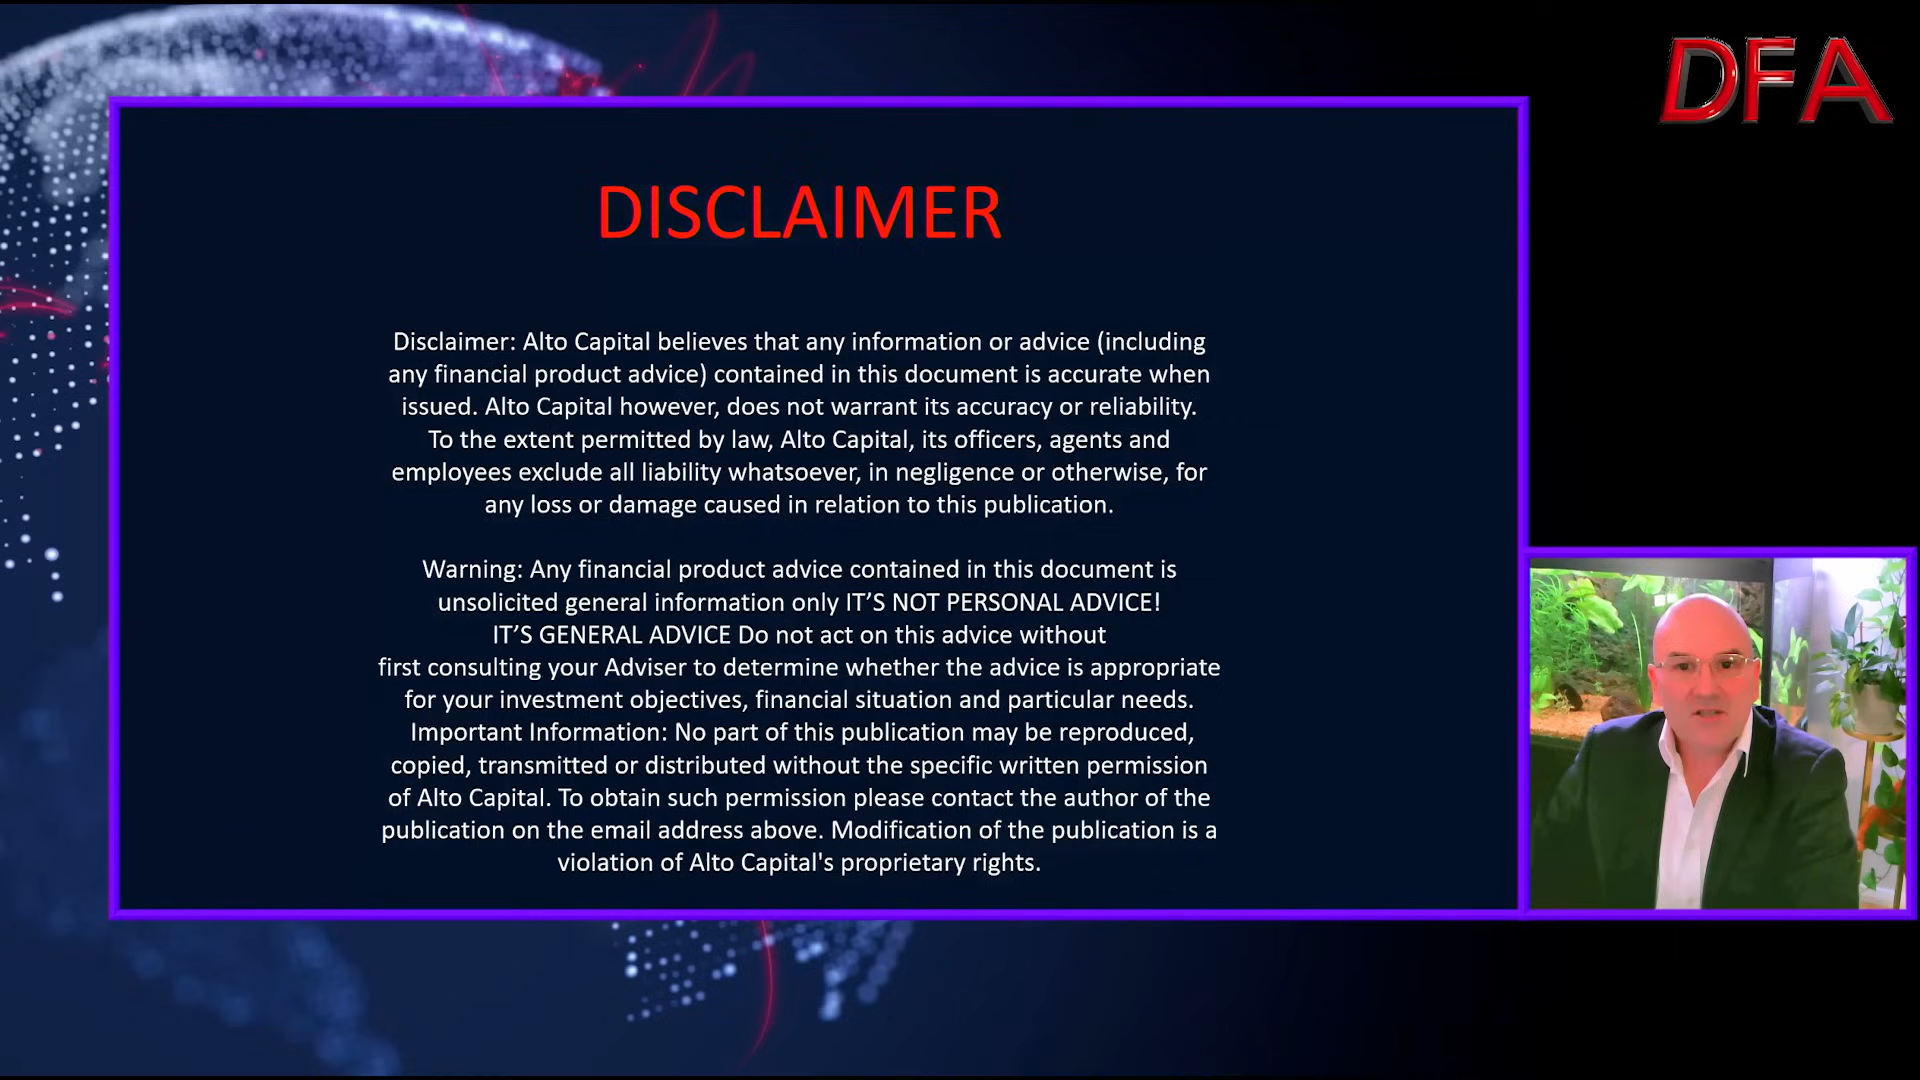 DFA
DISCLAIMER
Disclaimer: Alto Capital believes that any information or advice (including
any financial product advice) contained in this document is accurate when
issued. Alto Capital however, does not warrant its accuracy or reliability.
To the extent permitted by law, Alto Capital, its officers, agents and
employees exclude all liability whatsoever, in negligence or otherwise, for
any loss or damage caused in relation to this publication.
Warning: Any financial product advice contained in this document is
unsolicited general information only IT’S NOT PERSONAL ADVICE!
IT’S GENERAL ADVICE Do not act on this advice without
first consulting your Adviser to determine whether the advice is appropriate
for your investment objectives, financial situation and particular needs.
Important Information: No part of this publication may be reproduced,
copied, transmitted or distributed without the specific written permission
of Alto Capital. To obtain such permission please contact the author of the
publication on the email address above. Modification of the publication is a
violation of Alto Capital's proprietary rights.